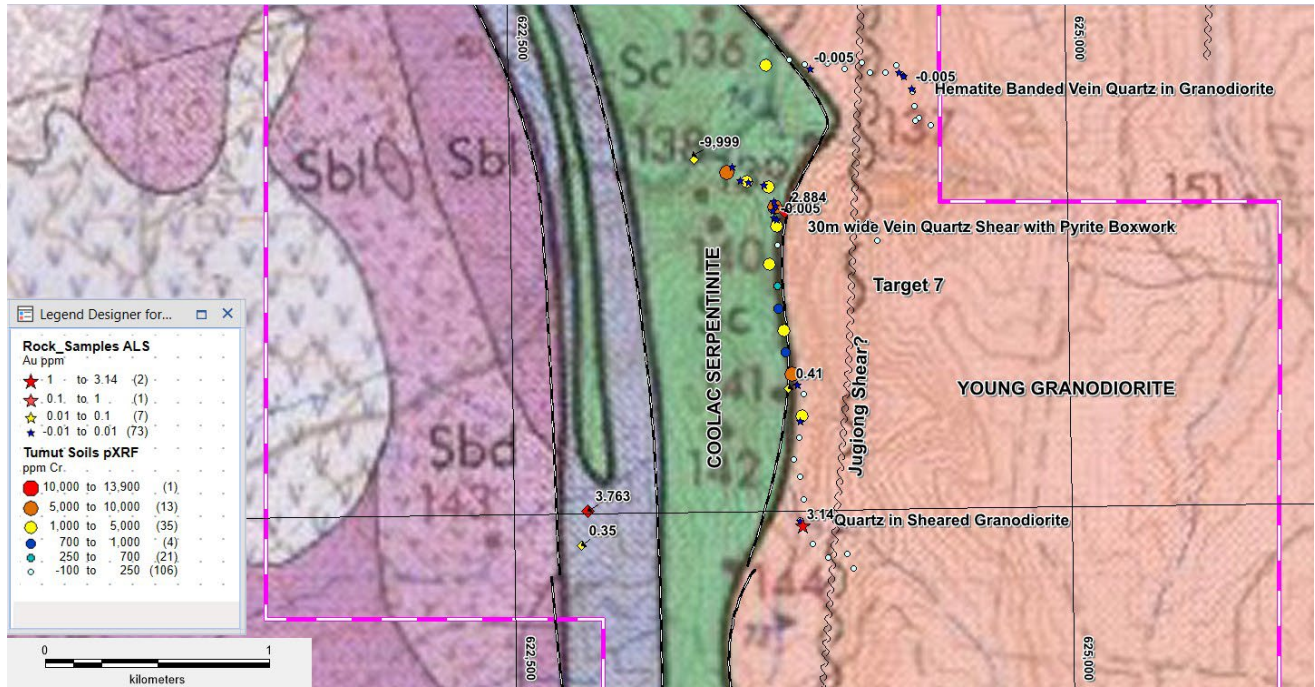 622,500
625,000
136
Sc
-0.005
-0.005
Hematite Banded Vein Quartz in Granodiorite
137
138
-9,999
139
Sbl
Sb
151
2.884
-0.005
30m wide Vein Quartz Shear with Pyrite Boxwork
140
Sc
Target 7
Legend Designer for...
Rock_Samples ALS
Au ppm
1 to 3.14 (2)
0.1 to 1 (1)
0.01 to 0.1 (7)
-0.01 to 0.01 (73)
Tumut Soils pXRF
ppm Cr
10,000 to 13,900 (1)
5,000 to 10,000 (13)
1,000 to 5,000 (35)
700 to 1,000 (4)
250 to 700 (21)
-100 to 250 (106)
COOLAC SERPENTINITE
0.41
Jugiong Shear?
YOUNG GRANODIORITE
Sbd
143
142
3.763
3.14
Quartz in Sheared Granodiorite
0.35
144
622,500
625,000
0
1
kilometers